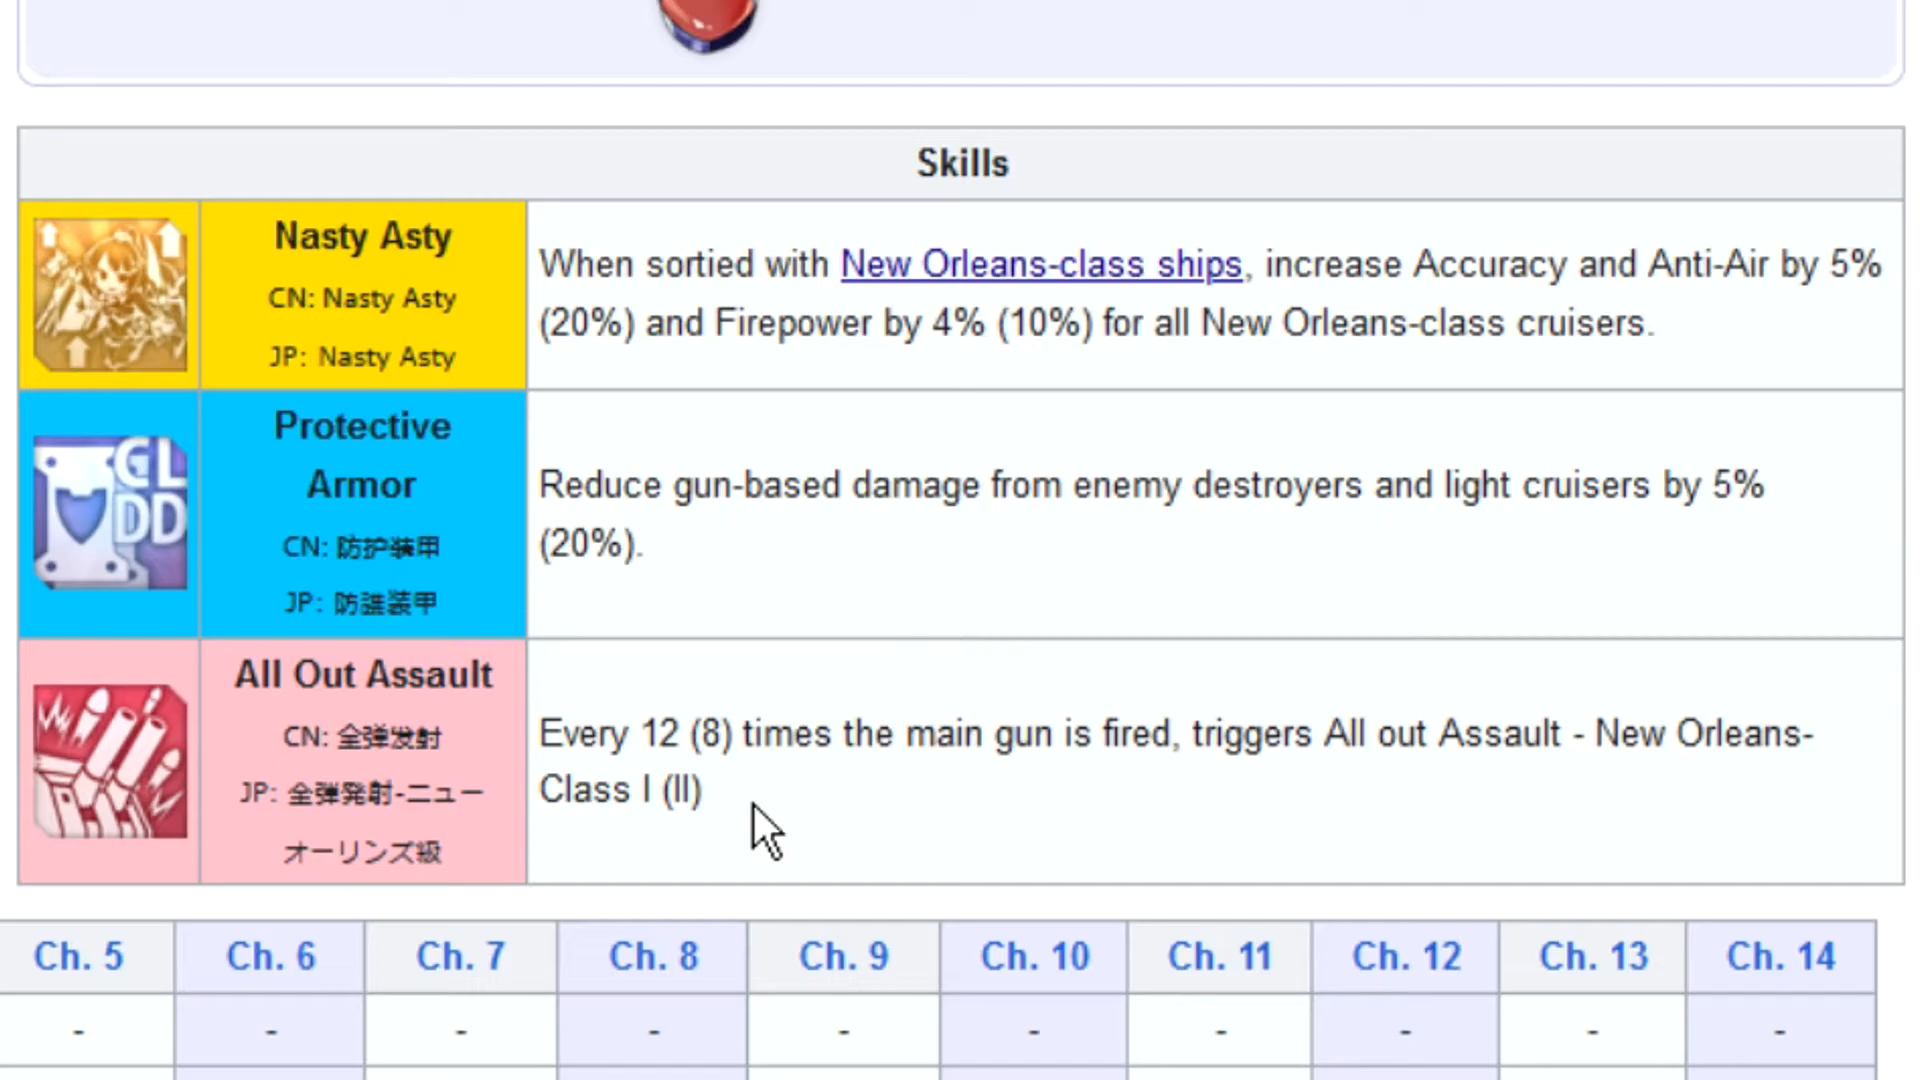 Skills
Nasty Asty
CN: Nasty Asty
JP: Nasty Asty
When sortied with New Orleans-class ships, increase Accuracy and Anti-Air by 5%
(20%) and Firepower by 4% (10%) for all New Orleans-class cruisers.
CL
DD
Protective
Armor
CN: 防护装甲
JP: 防護装甲
Reduce gun-based damage from enemy destroyers and light cruisers by 5%
(20%).
All Out Assault
CN: 全弹发射
JP: 全弾発射-ニュー
オーリンズ級
Every 12 (8) times the main gun is fired, triggers All out Assault - New Orleans-
Class I (II)
Ch. 5 Ch. 6 Ch. 7 Ch. 8 Ch. 9 Ch. 10 Ch. 11 Ch. 12 Ch. 13 Ch. 14
- - - - - - - - - -